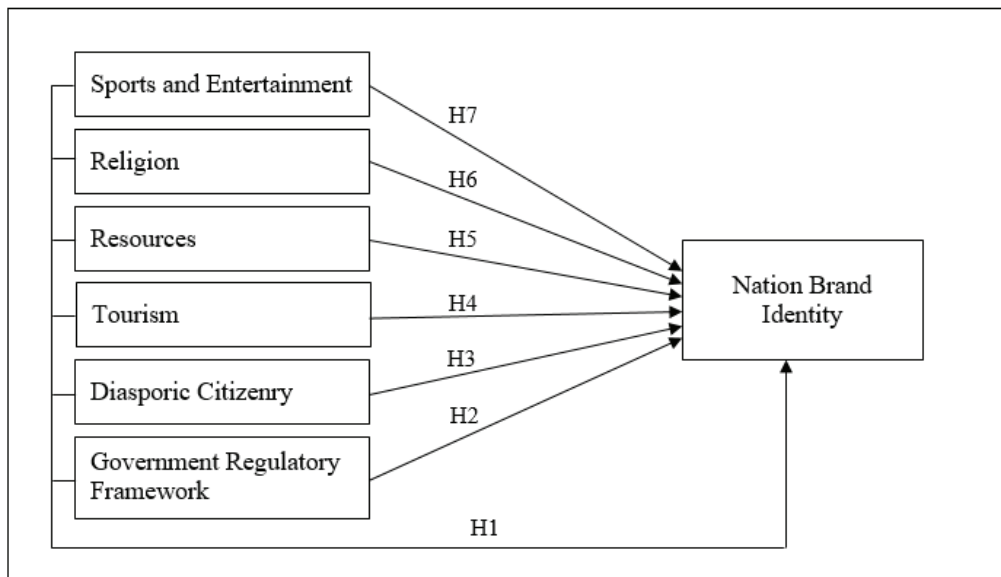 Sports and Entertainment
H7
Religion
H6
Resources
H5
Nation Brand
Identity
Tourism
H4
Diasporic Citizenry
H3
H2
Government Regulatory
Framework
H1